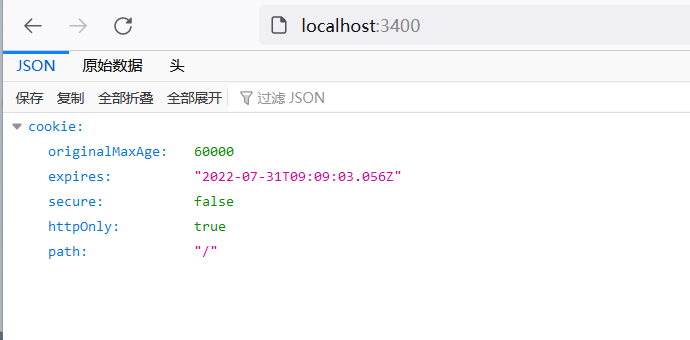 localhost:3400
JSON 原始数据 头
保存 复制 全部折叠 全部展开 过滤 JSON
cookie:
originalMaxAge: 60000
expires: "2022-07-31T09:09:03.056Z"
secure: false
httpOnly: true
path: "/"